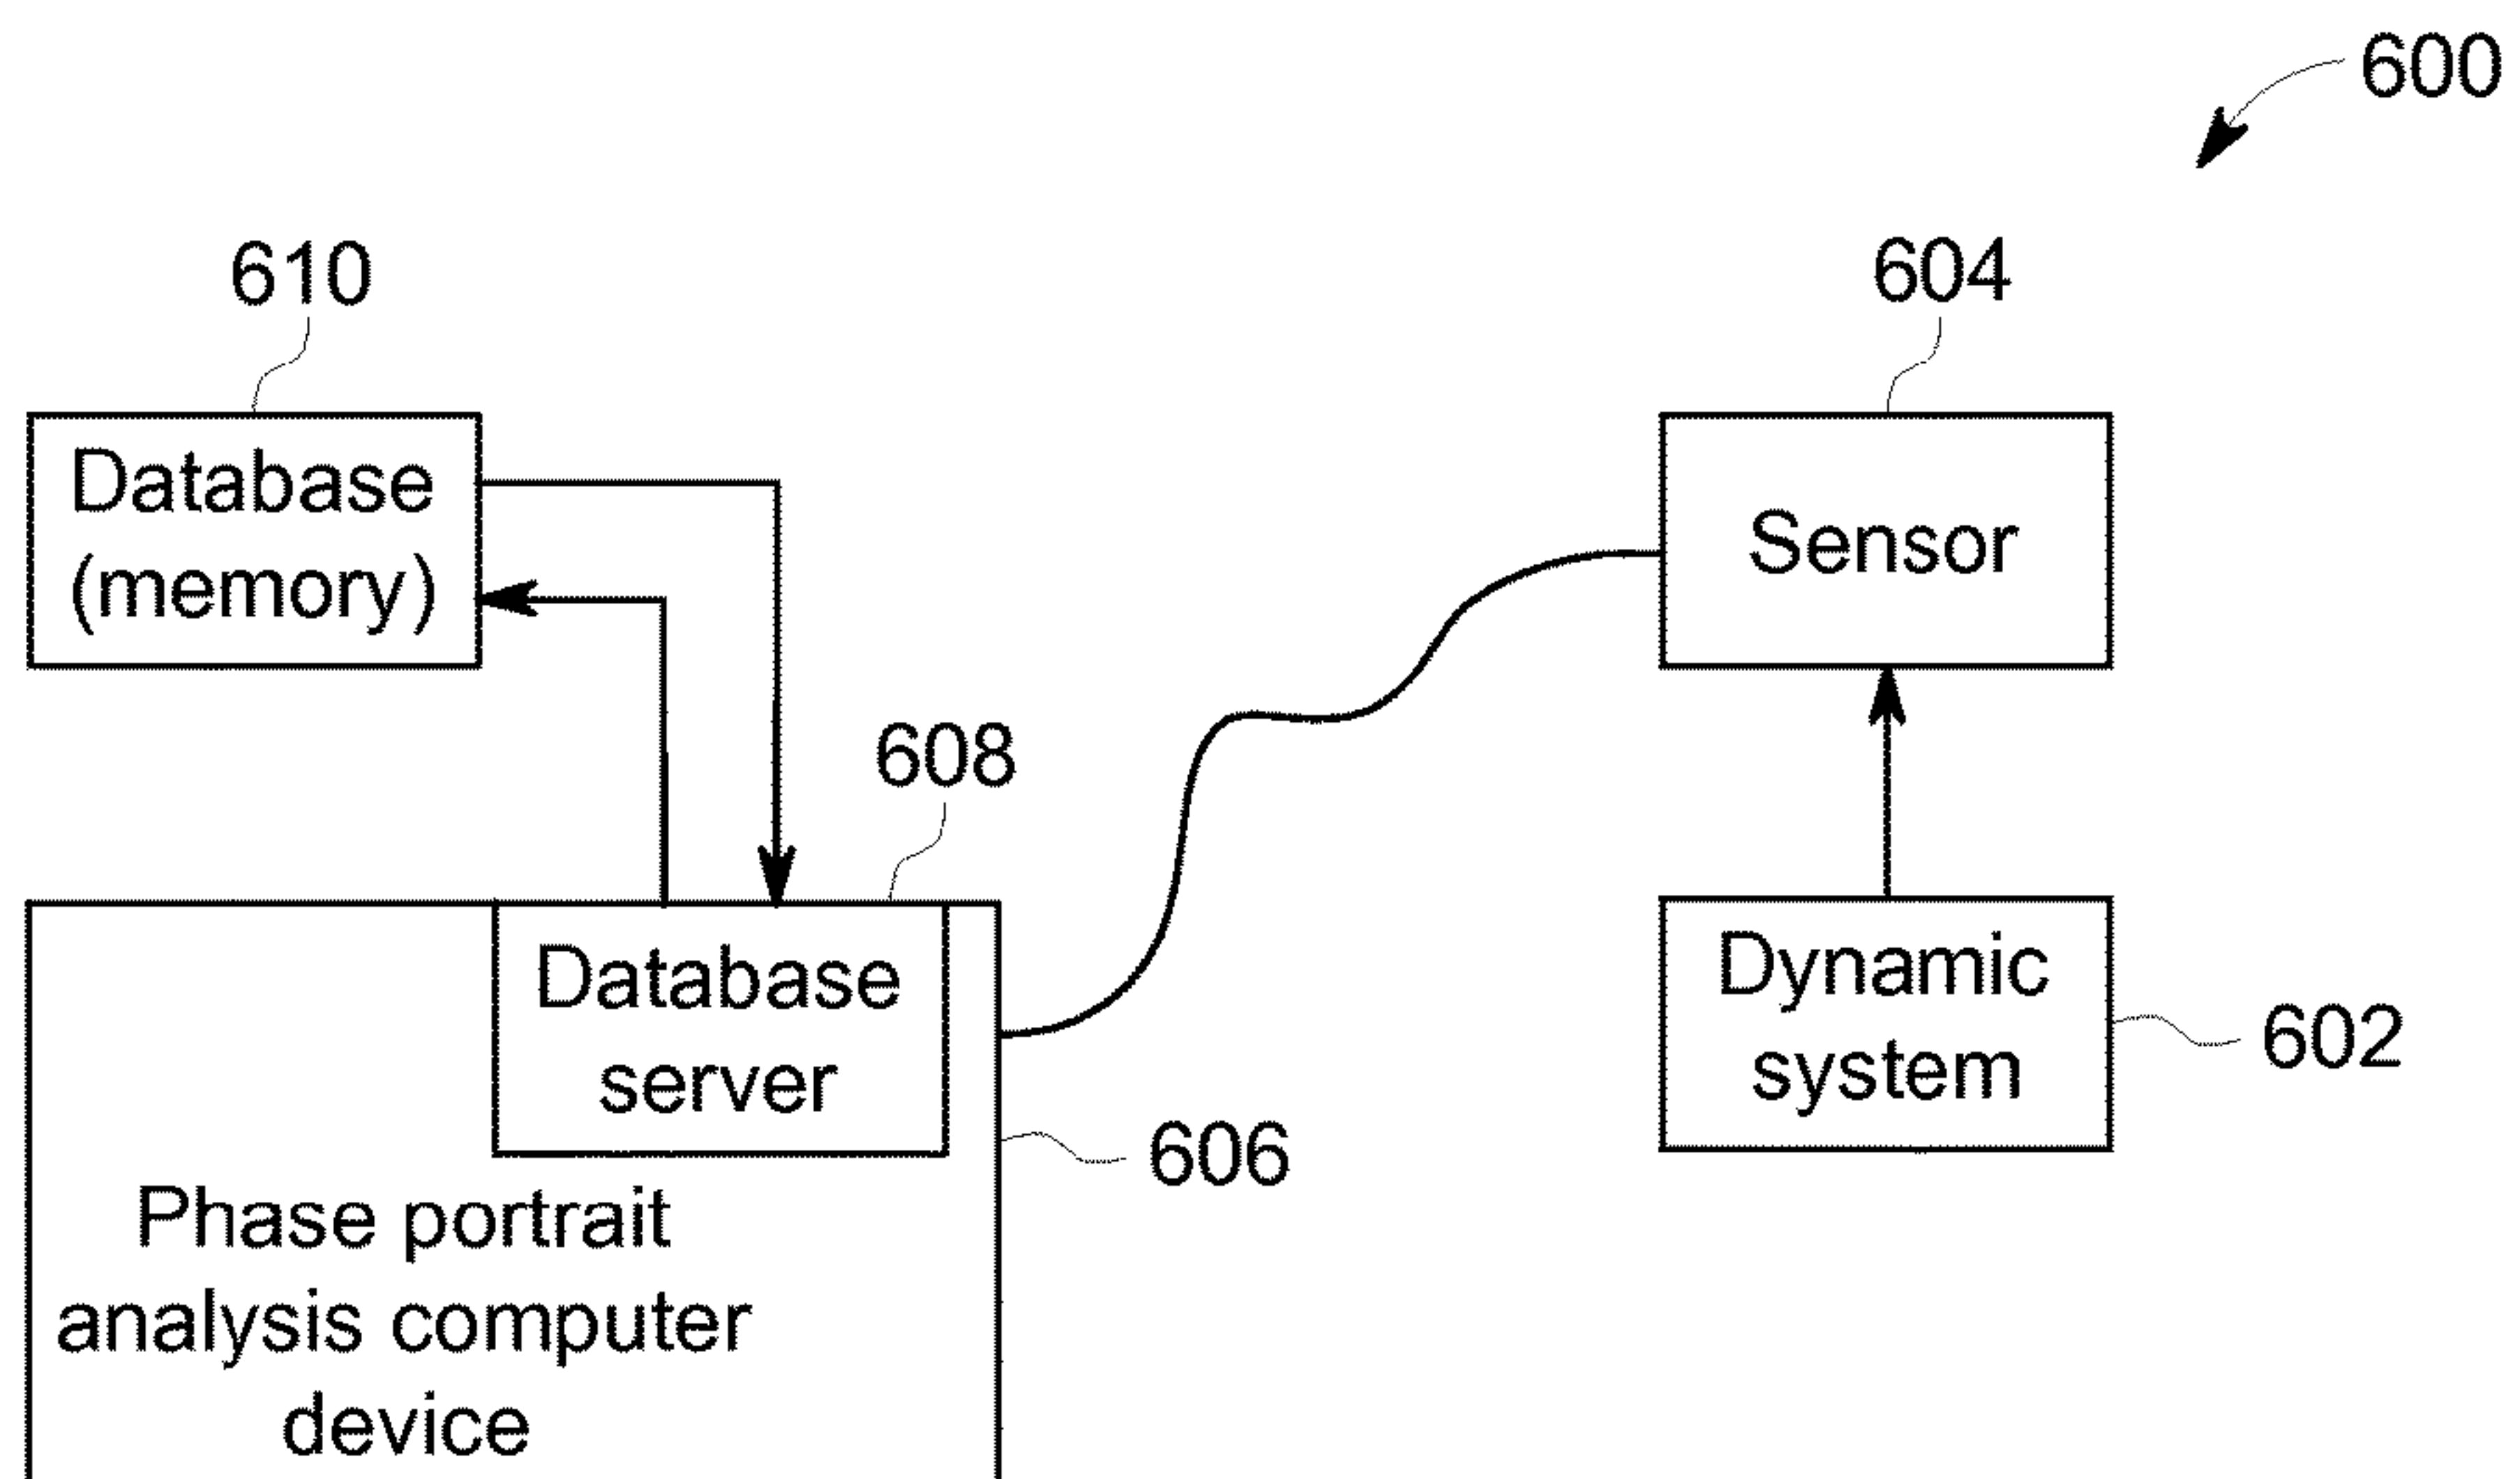 600
610
604
Database
(memory)
Sensor
608
Database
server
Dynamic
system
602
606
Phase portrait
analysis computer
device